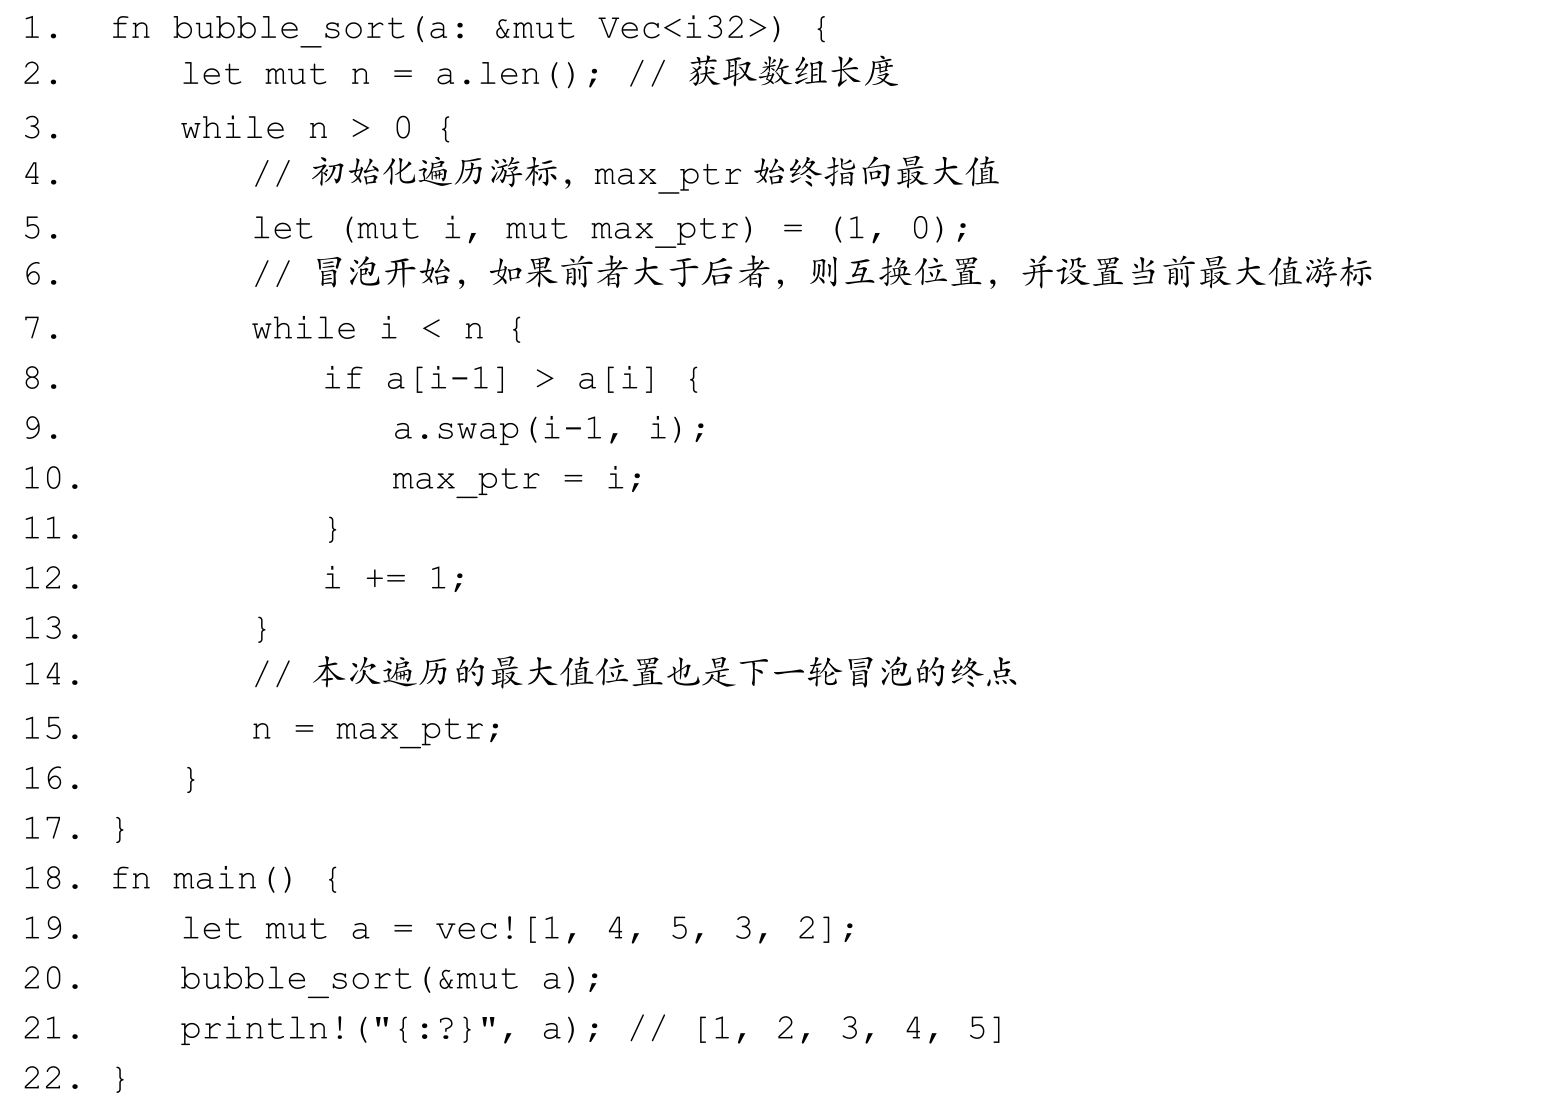 1. fn bubble_sort(a: &mut Vec<i32>) {
2. let mut n = a.len(); // 获取数组长度
3. while n > 0 {
4. // 初始化遍历游标，max_ptr 始终指向最大值
5. let (mut i, mut max_ptr) = (1, 0);
6. // 冒泡开始，如果前者大于后者，则互换位置，并设置当前最大值游标
7. while i < n {
8. if a[i-1] > a[i] {
9. a.swap(i-1, i);
10. max_ptr = i;
11. }
12. i += 1;
13. }
14. // 本次遍历的最大值位置也是下一轮冒泡的终点
15. n = max_ptr;
16. }
17. }
18. fn main() {
19. let mut a = vec![1, 4, 5, 3, 2];
20. bubble_sort(&mut a);
21. println!("{:?}", a); // [1, 2, 3, 4, 5]
22. }